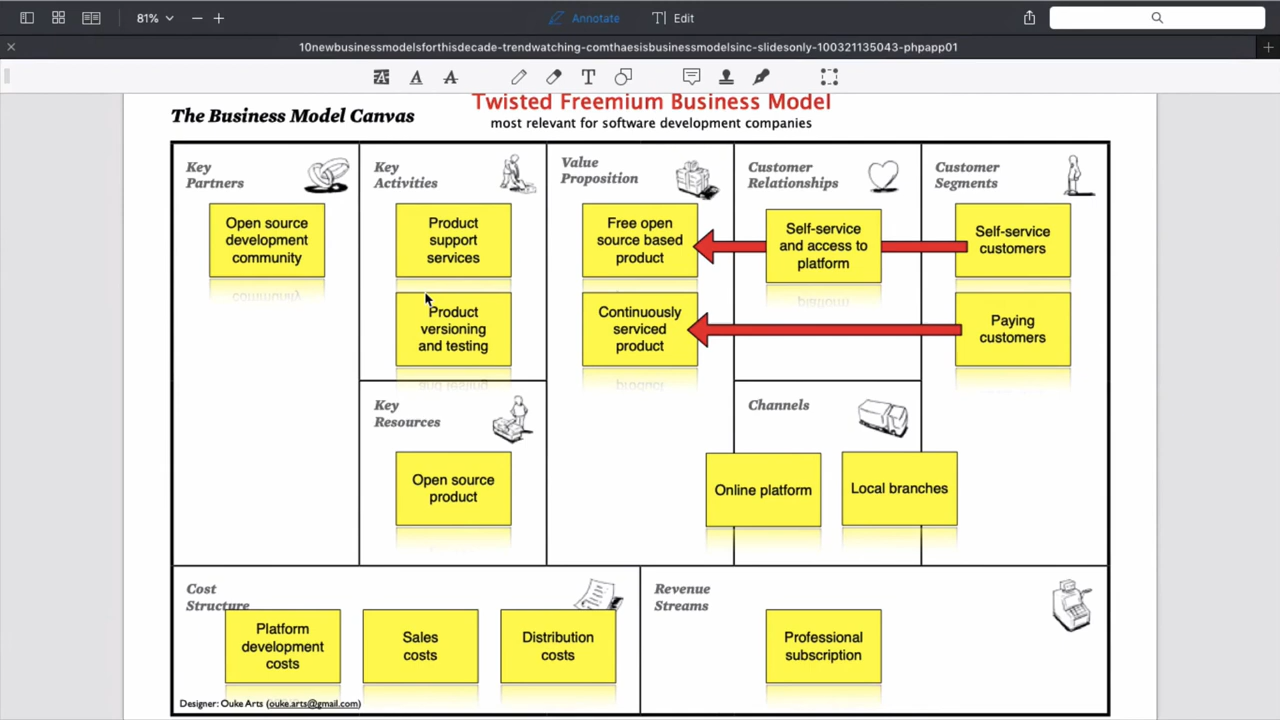 81%
Annotate
Edit
10newbusinessmodelsforthisdecade-trendwatching-comthaesisbusinessmodelsinc-slidesonly-100321135043-phpapp01
Twisted Freemium Business Model
The Business Model Canvas
most relevant for software development companies
Key
Partners
Open source
development
community
Key
Activities
Product
support
services
Product
versioning
and testing
Key
Resources
Open source
product
Value
Proposition
Free open
source based
product
Continuously
serviced
product
Customer
Relationships
Self-service
and access to
platform
Channels
Online platform
Local branches
Customer
Segments
Self-service
customers
Paying
customers
Cost
Structure
Platform
development
costs
Sales
costs
Distribution
costs
Revenue
Streams
Professional
subscription
Designer: Ouke Arts (ouke.arts@gmail.com)